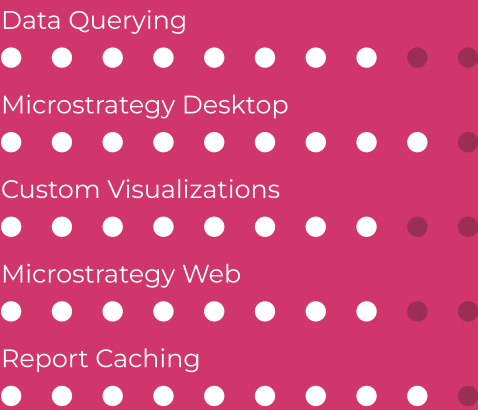 Data Querying
Microstrategy Desktop
Custom Visualizations
Microstrategy Web
Report Caching